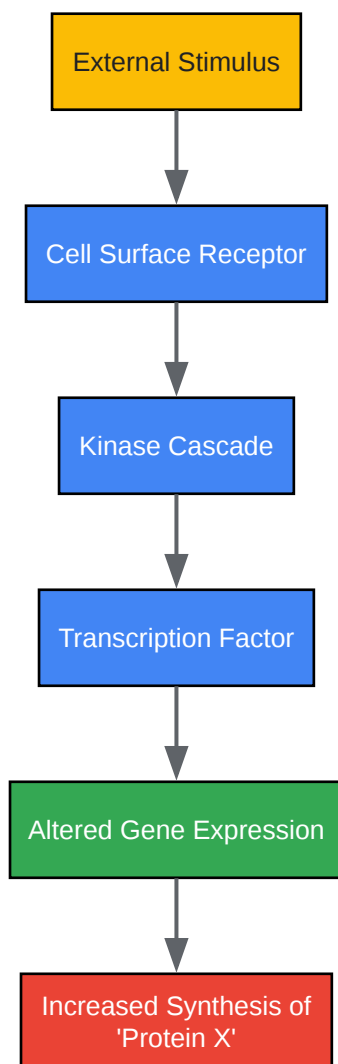 External Stimulus
Cell Surface Receptor
Kinase Cascade
Transcription Factor
Altered Gene Expression
Increased Synthesis of
'Protein X'